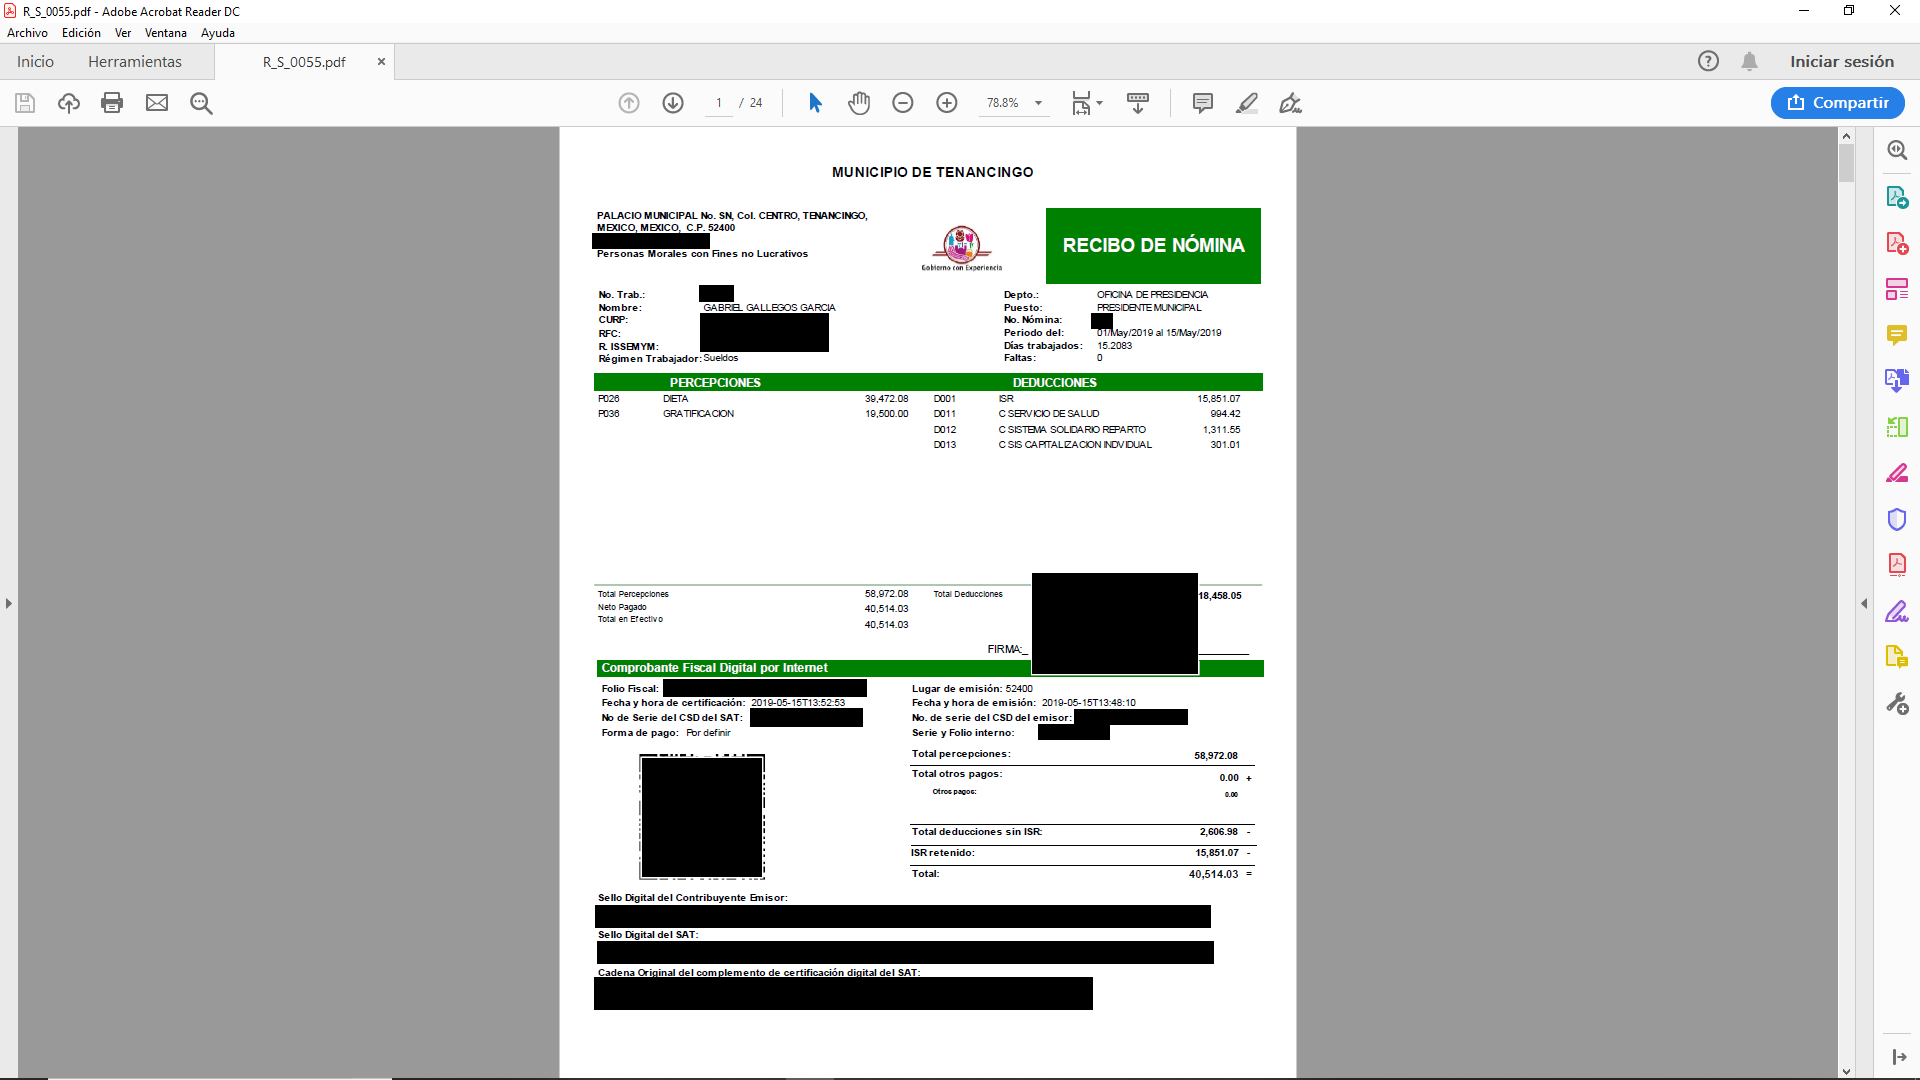 R_S_0055.pdf - Adobe Acrobat Reader DC
Archivo Edición Ver Ventana Ayuda
Inicio Herramientas R_S_0055.pdf Iniciar sesión
1 / 24 78.8% Compartir
MUNICIPIO DE TENANCINGO
PALACIO MUNICIPAL No. SN, Col. CENTRO, TENANCINGO,
MEXICO, MEXICO, C.P. 52400
Personas Morales con Fines no Lucrativos
Gobierno con Experiencia
RECIBO DE NÓMINA
No. Trab.:
Nombre: GABRIEL GALLEGOS GARCIA
CURP:
RFC:
R. ISSEMYM:
Régimen Trabajador: Sueldos
Depto.: OFICINA DE PRESIDENCIA
Puesto: PRESIDENTE MUNICIPAL
No. Nómina:
Periodo del: 01/May/2019 al 15/May/2019
Días trabajados: 15.2083
Faltas: 0
PERCEPCIONES DEDUCCIONES
P026 DIETA 39,472.08 D001 ISR 15,851.07
P036 GRATIFICACION 19,500.00 D011 C SERVICIO DE SALUD 994.42
D012 C SISTEMA SOLIDARIO REPARTO 1,311.55
D013 C SIS CAPITALIZACION INDVIDUAL 301.01
Total Percepciones 58,972.08 Total Deducciones 18,458.05
Neto Pagado 40,514.03
Total en Efectivo 40,514.03
FIRMA:_
Comprobante Fiscal Digital por Internet
Folio Fiscal:
Fecha y hora de certificación: 2019-05-15T13:52:53
No de Serie del CSD del SAT:
Forma de pago: Por definir
Lugar de emisión: 52400
Fecha y hora de emisión: 2019-05-15T13:48:10
No. de serie del CSD del emisor:
Serie y Folio interno:
Total percepciones: 58,972.08
Total otros pagos: 0.00 +
Otros pagos: 0.00
Total deducciones sin ISR: 2,606.98 -
ISR retenido: 15,851.07 -
Total: 40,514.03 =
Sello Digital del Contribuyente Emisor:
Sello Digital del SAT:
Cadena Original del complemento de certificación digital del SAT: